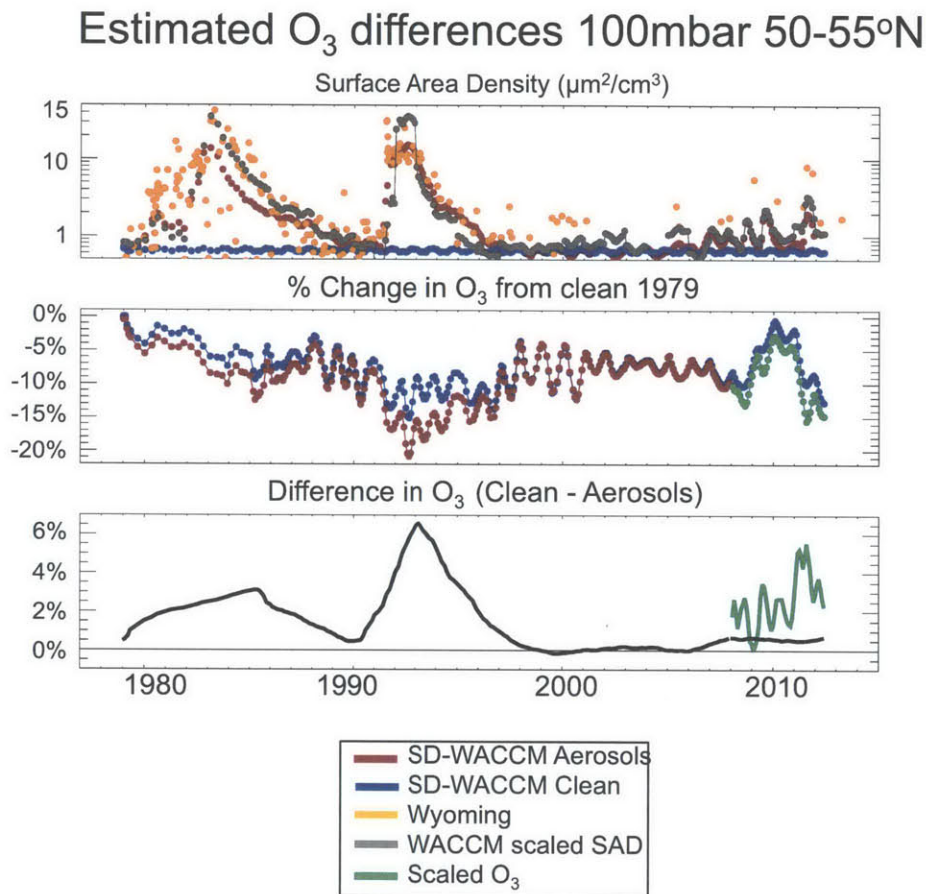 Estimated O₃ differences 100mbar 50-55ᵒN
Surface Area Density (µm²/cm³)
15
10
1
% Change in O₃ from clean 1979
0%
-5%
-10%
-15%
-20%
Difference in O₃ (Clean - Aerosols)
6%
4%
2%
0%
1980 1990 2000 2010
SD-WACCM Aerosols
SD-WACCM Clean
Wyoming
WACCM scaled SAD
Scaled O₃